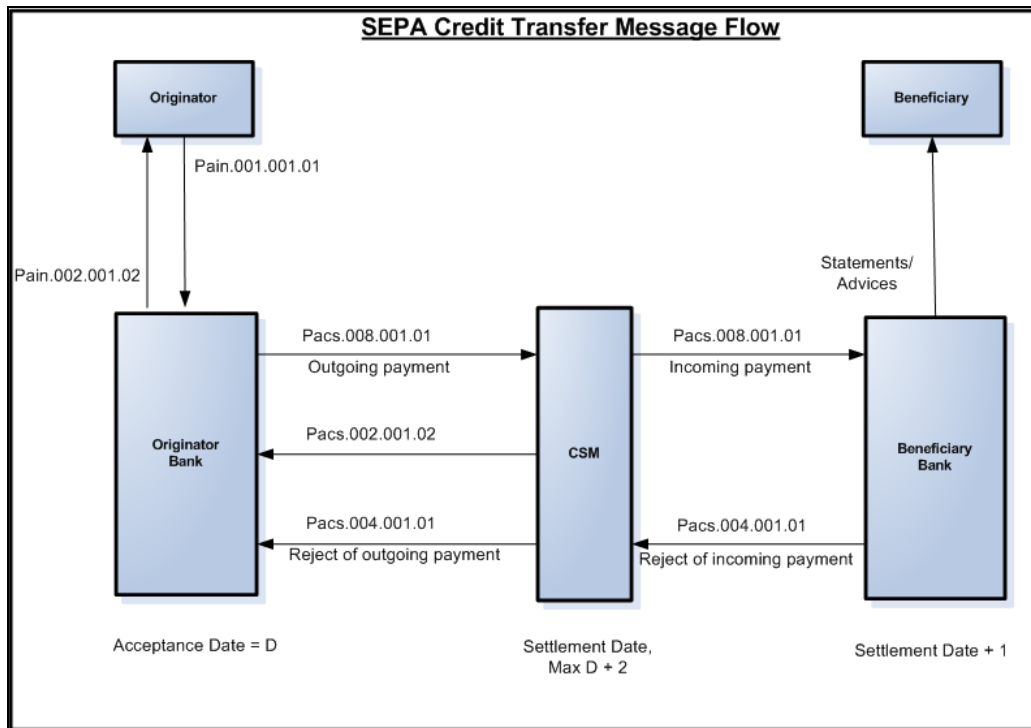 SEPA Credit Transfer Message Flow
Originator
Beneficiary
Pain.001.001.01
Pain.002.001.02
Statements/
Advices
Pacs.008.001.01
Outgoing payment
Pacs.008.001.01
Incoming payment
Originator
Bank
Pacs.002.001.02
CSM
Beneficiary
Bank
Pacs.004.001.01
Reject of outgoing payment
Pacs.004.001.01
Reject of incoming payment
Acceptance Date = D
Settlement Date,
Max D + 2
Settlement Date + 1